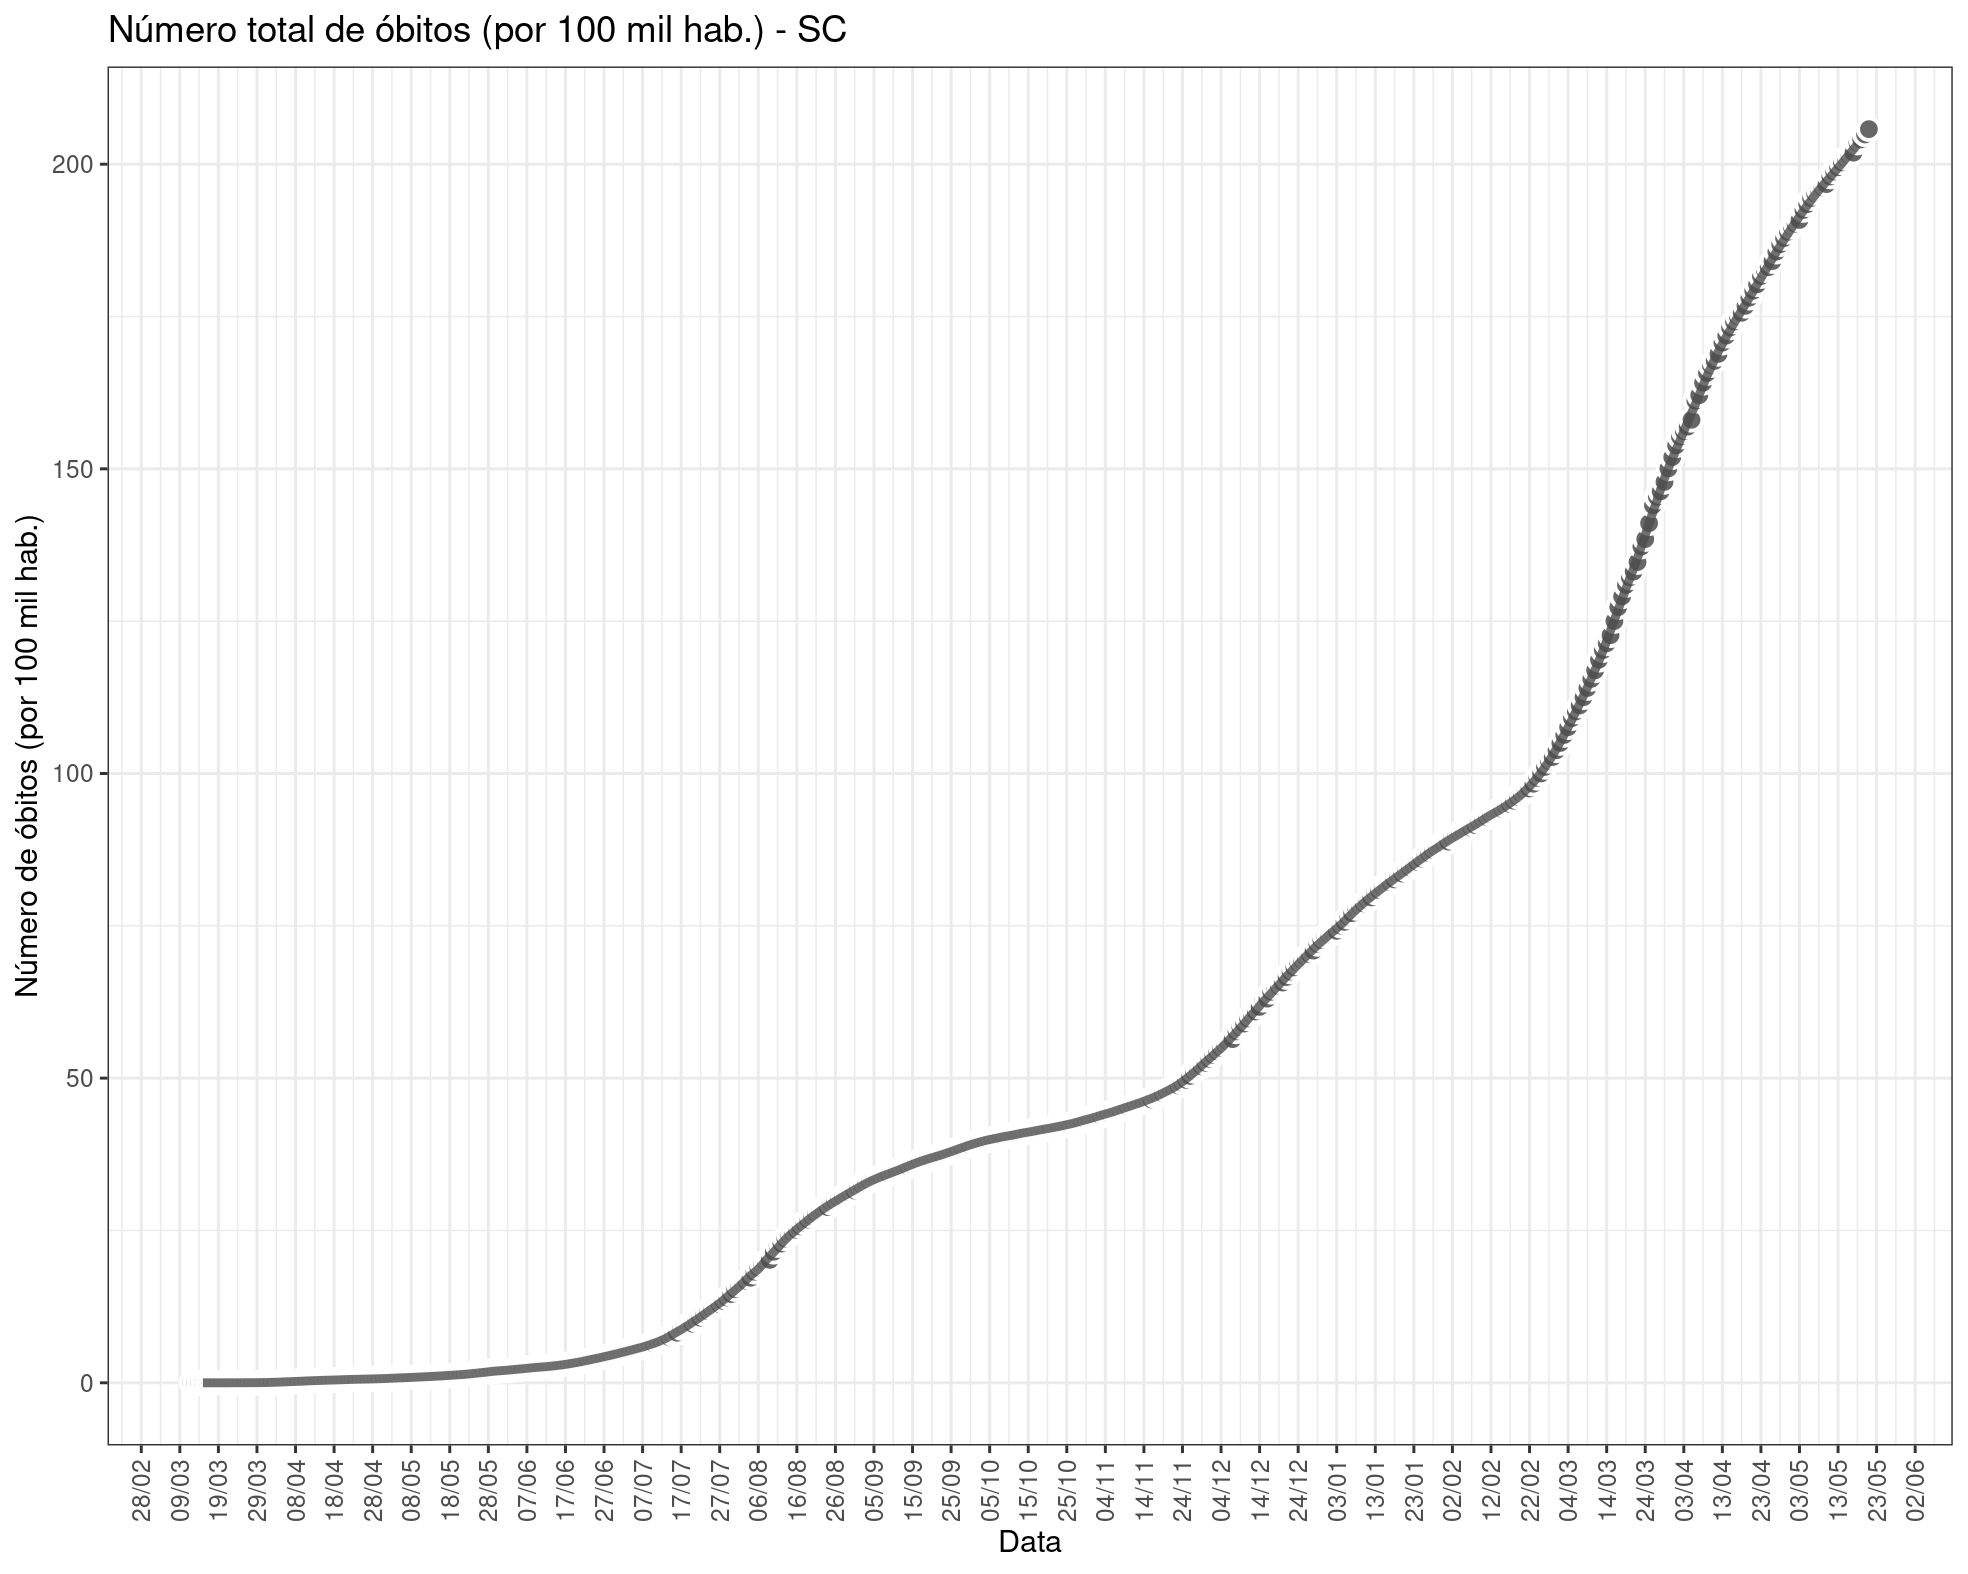 Número total de óbitos (por 100 mil hab.) - SC
Número de óbitos (por 100 mil hab.)
200
150
100
50
0
28/02 09/03 19/03 29/03 08/04 18/04 28/04 08/05 18/05 28/05 07/06 17/06 27/06 07/07 17/07 27/07 06/08 16/08 26/08 05/09 15/09 25/09 05/10 15/10 25/10 04/11 14/11 24/11 04/12 14/12 24/12 03/01 13/01 23/01 02/02 12/02 22/02 04/03 14/03 24/03 03/04 13/04 23/04 03/05 13/05 23/05 02/06
Data